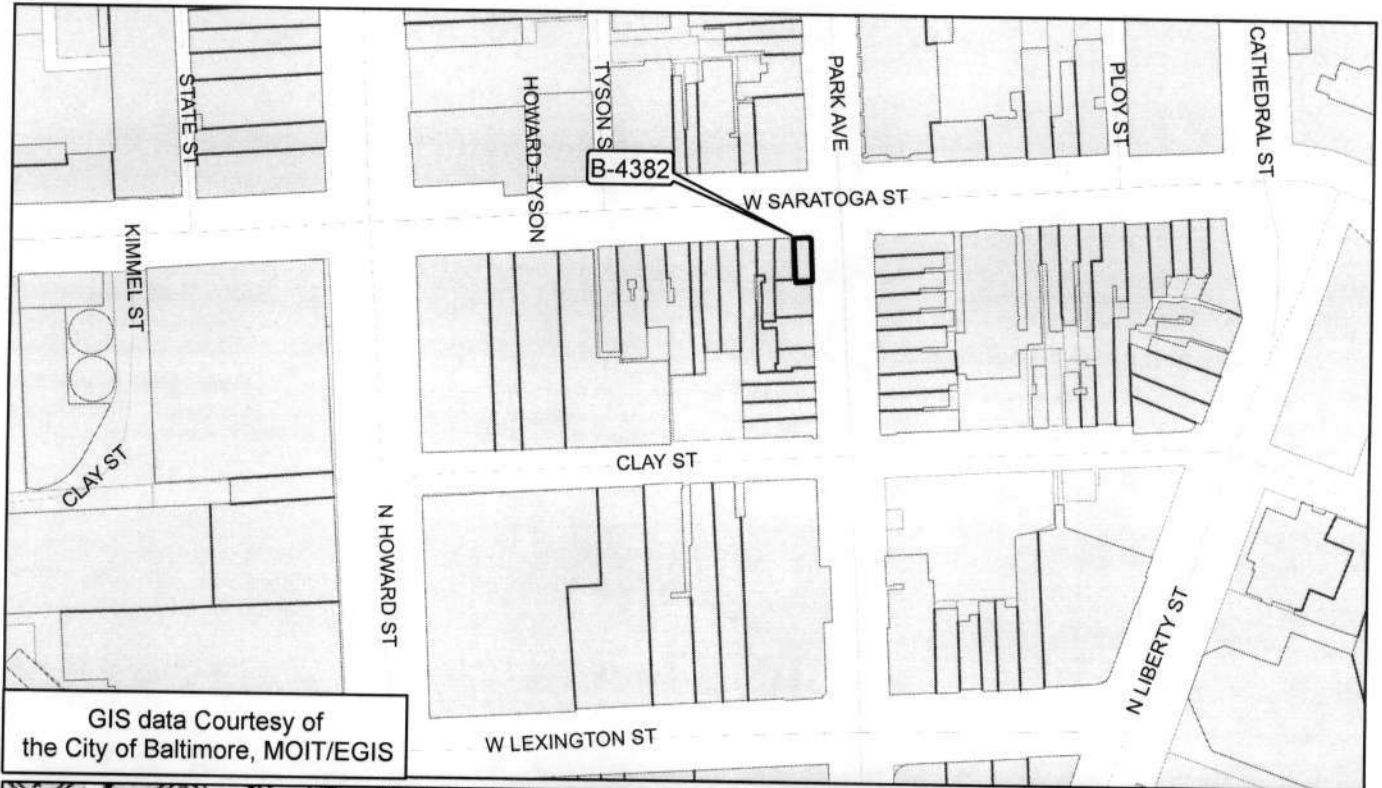 STATE ST
HOWARD-TYSON
TYSON S
PARK AVE
PLOY ST
CATHEDRAL ST
B-4382
W SARATOGA ST
KIMMEL ST
CLAY ST
CLAY ST
N HOWARD ST
N LIBERTY ST
W LEXINGTON ST
GIS data Courtesy of
the City of Baltimore, MOIT/EGIS